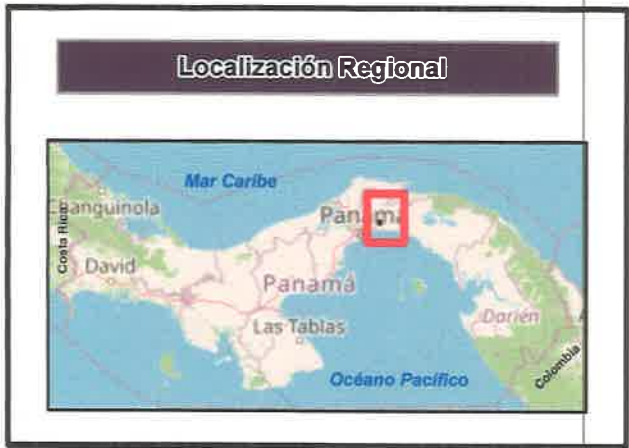 Localización Regional
Mar Caribe
Changuinola
Panamá
Costa Rica
David
Panamá
Las Tablas
Darién
Colombia
Océano Pacífico